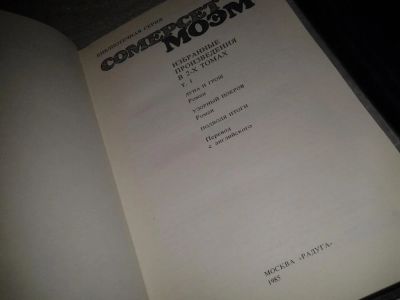 БИБЛИОТЕЧНАЯ СЕРИЯ
СОМЕРСЕТ
МОЭМ
ИЗБРАННЫЕ
ПРОИЗВЕДЕНИЯ
В 2-Х ТОМАХ
Т. 1
ЛУНА И ГРОШ
Роман
УЗОРНЫЙ ПОКРОВ
Роман
ПОДВОДЯ ИТОГИ
Перевод
с английского
МОСКВА «РАДУГА»
1985